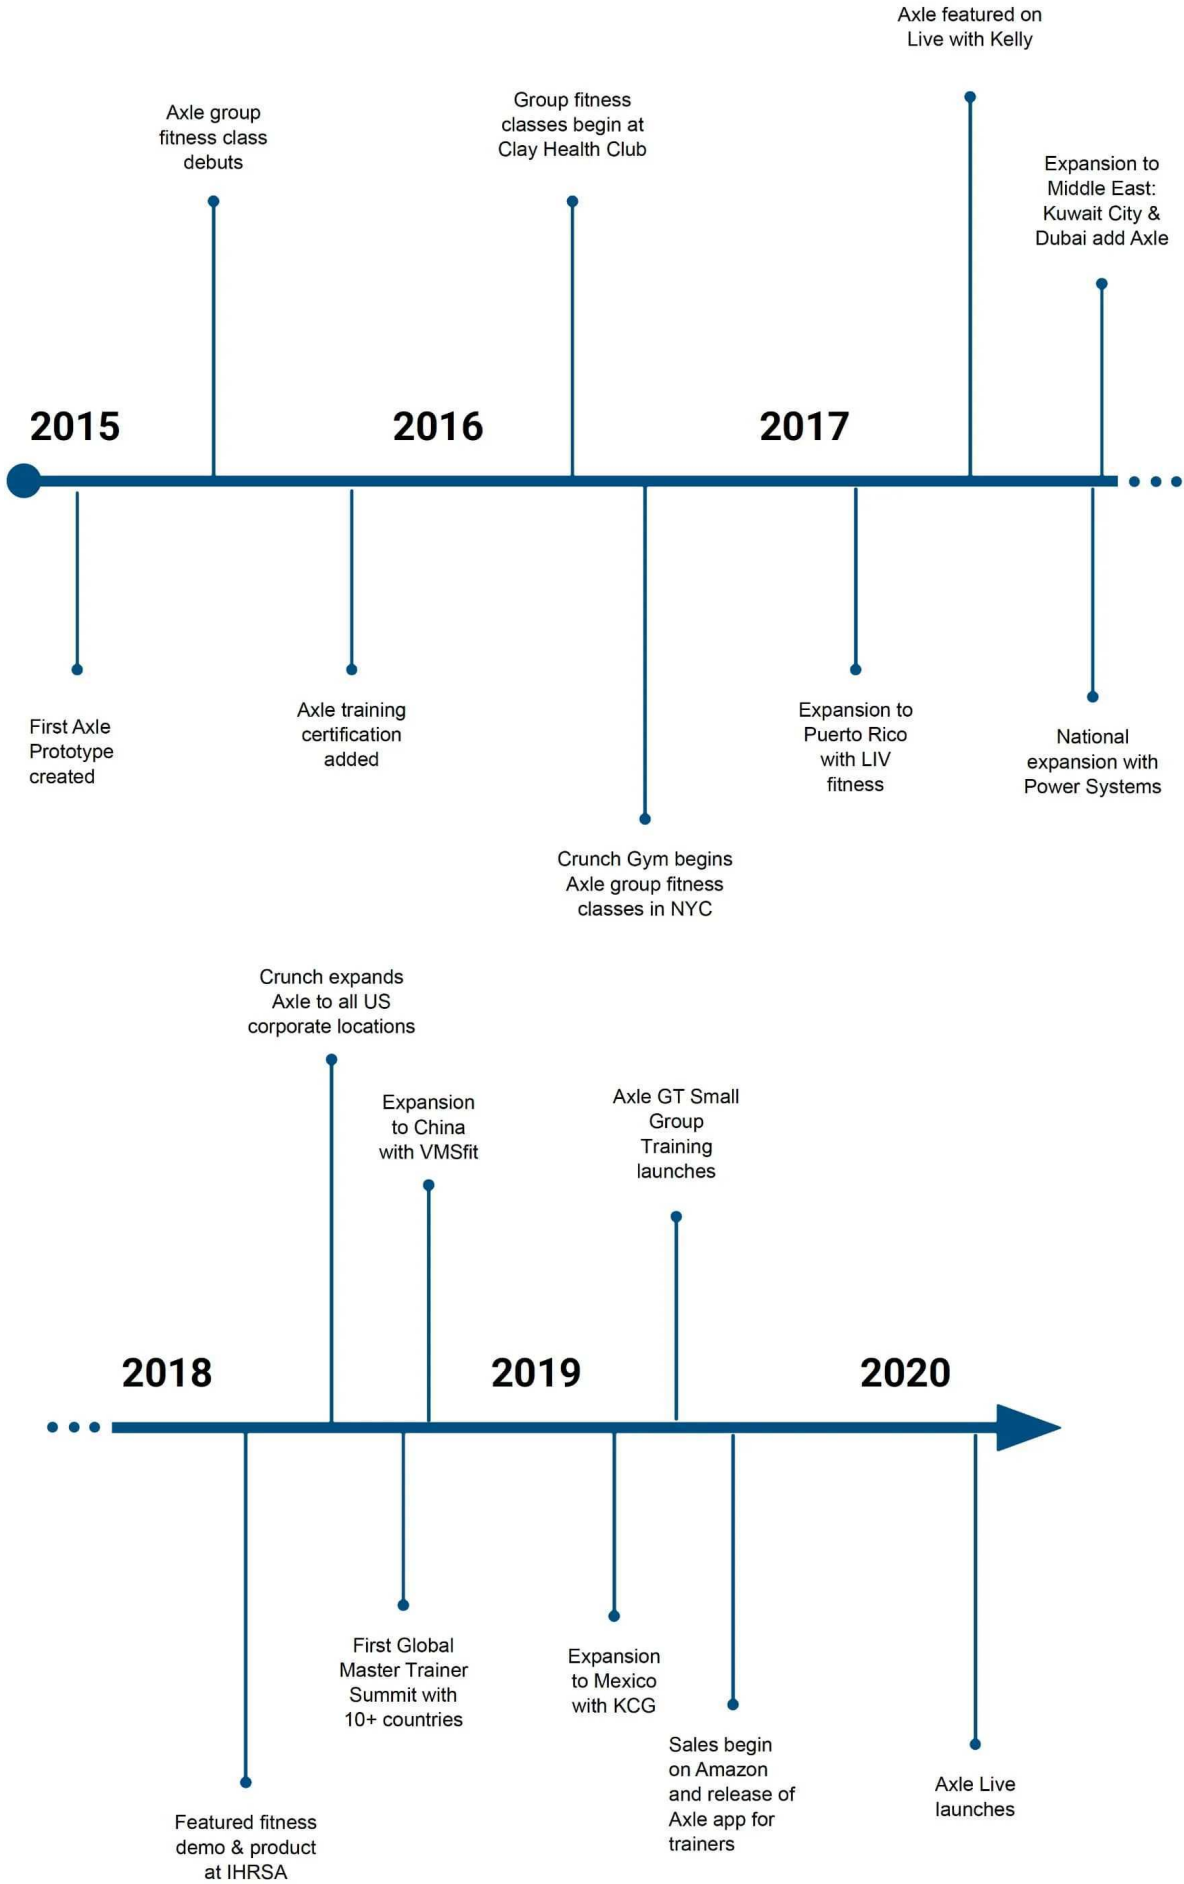 Axle featured on
Live with Kelly
Axle group
fitness class
debuts
Group fitness
classes begin at
Clay Health Club
Expansion to
Middle East:
Kuwait City &
Dubai add Axle
2015
2016
2017
First Axle
Prototype
created
Axle training
certification
added
Crunch Gym begins
Axle group fitness
classes in NYC
Expansion to
Puerto Rico
with LIV
fitness
National
expansion with
Power Systems
Crunch expands
Axle to all US
corporate locations
Expansion
to China
with VMSfit
Axle GT Small
Group
Training
launches
2018
2019
2020
Featured fitness
demo & product
at IHRSA
First Global
Master Trainer
Summit with
10+ countries
Expansion
to Mexico
with KCG
Sales begin
on Amazon
and release of
Axle app for
trainers
Axle Live
launches